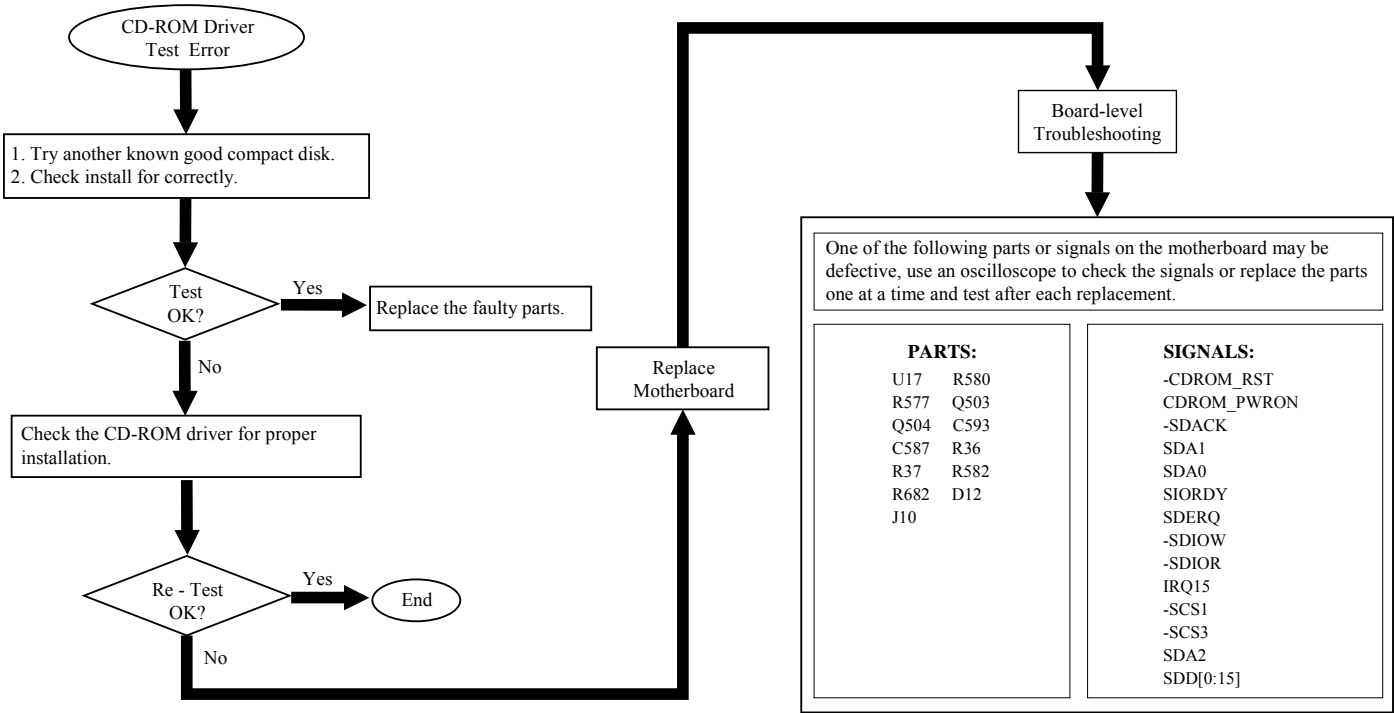 CD-ROM Driver
Test Error
1. Try another known good compact disk.
2. Check install for correctly.
Test
OK?
Yes
Replace the faulty parts.
No
Check the CD-ROM driver for proper
installation.
Re - Test
OK?
Yes
End
No
Replace
Motherboard
Board-level
Troubleshooting
One of the following parts or signals on the motherboard may be
defective, use an oscilloscope to check the signals or replace the parts
one at a time and test after each replacement.
PARTS:
U17 R580
R577 Q503
Q504 C593
C587 R36
R37 R582
R682 D12
J10
SIGNALS:
-CDROM_RST
CDROM_PWRON
-SDACK
SDA1
SDA0
SIORDY
SDERQ
-SDIOW
-SDIOR
IRQ15
-SCS1
-SCS3
SDA2
SDD[0:15]